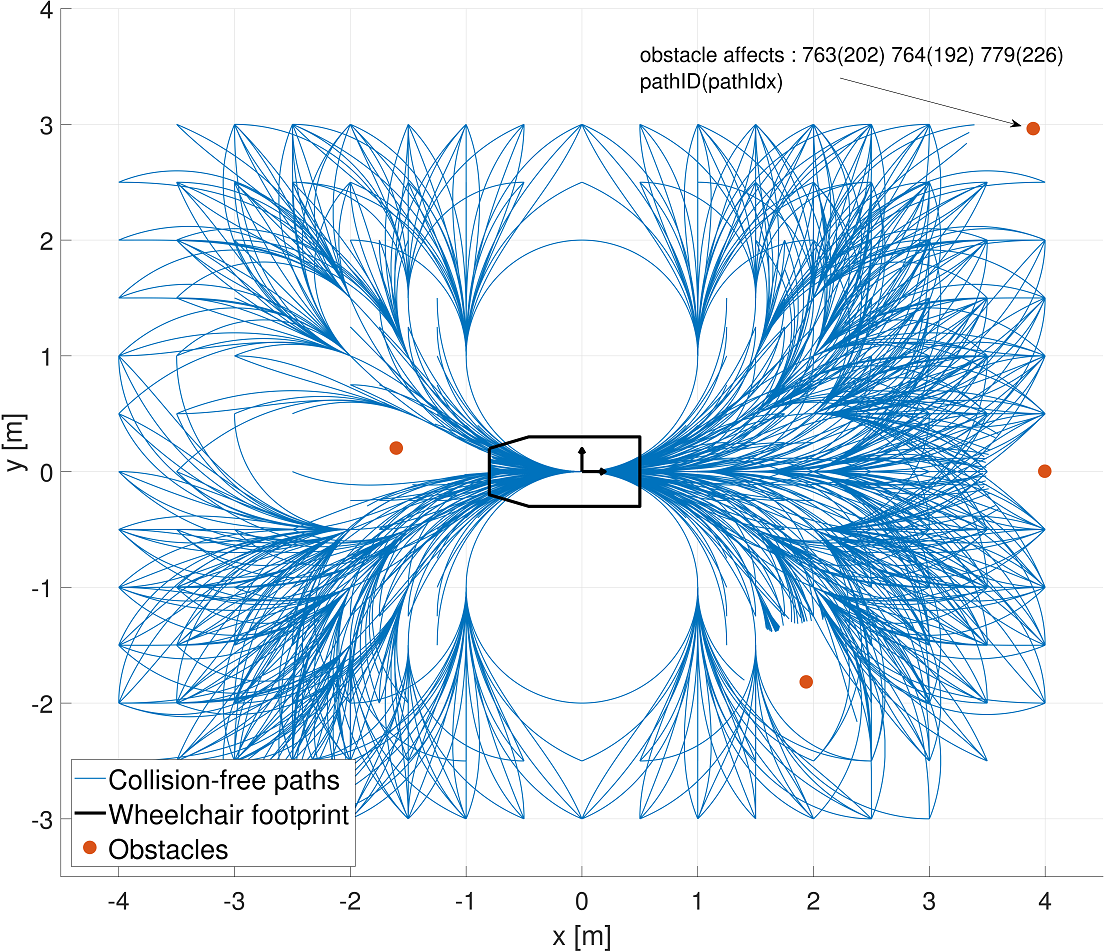 4
obstacle affects : 763(202) 764(192) 779(226)
pathID(pathIdx)
3
2
1
y [m]
0
-1
-2
Collision-free paths
Wheelchair footprint
Obstacles
-3
-4 -3 -2 -1 0 1 2 3 4
x [m]